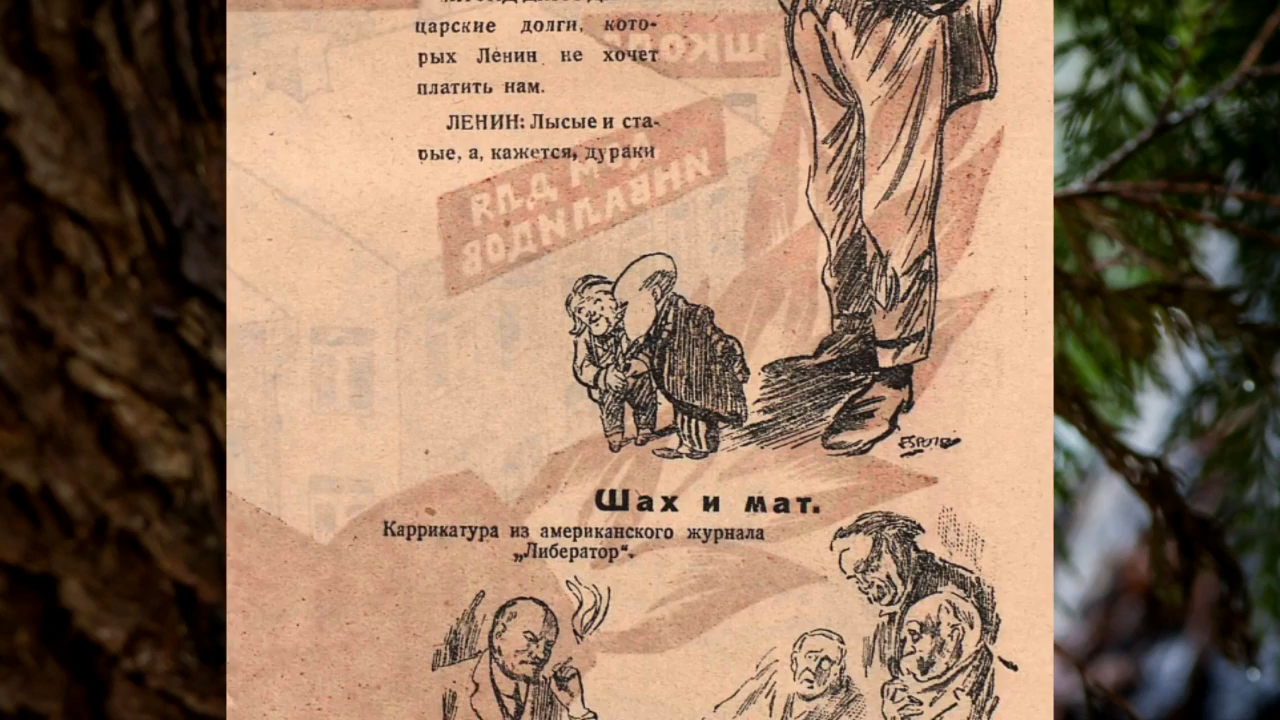 царские долги, кото-
рых Ленин не хочет
платить нам.
ЛЕНИН: Лысые и ста-
рые, а, кажется, дураки
Шах и мат.
Каррикатура из американского журнала
„Либератор“.